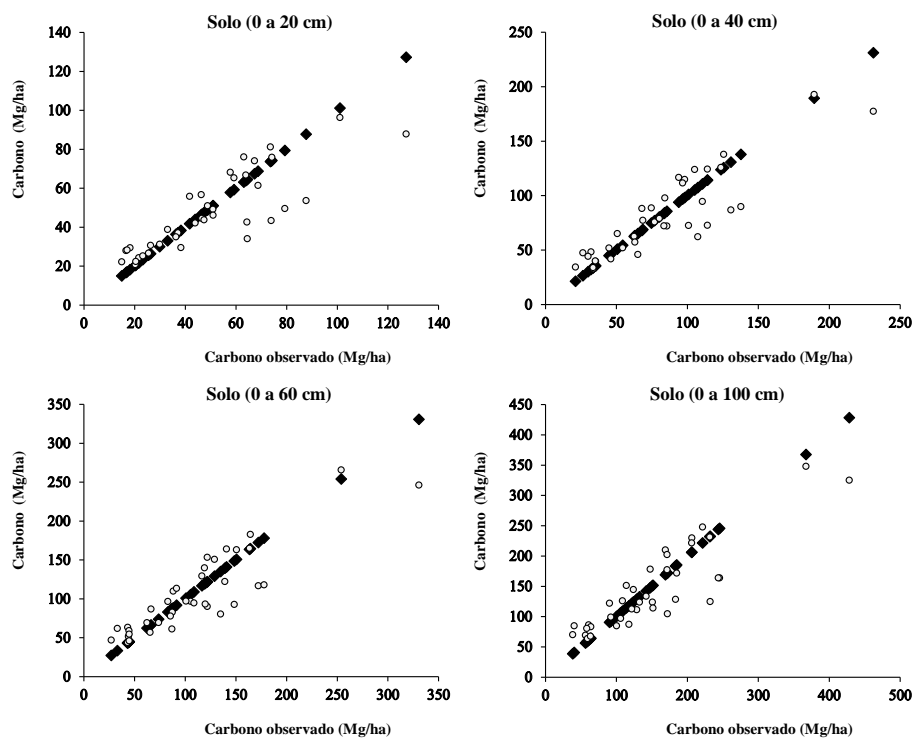 Solo (0 a 20 cm)
Carbono (Mg/ha)
140
120
100
80
60
40
20
0
0 20 40 60 80 100 120 140
Carbono observado (Mg/ha)
Solo (0 a 40 cm)
Carbono (Mg/ha)
250
200
150
100
50
0
0 50 100 150 200 250
Carbono observado (Mg/ha)
Solo (0 a 60 cm)
Carbono (Mg/ha)
350
300
250
200
150
100
50
0
0 50 100 150 200 250 300 350
Carbono observado (Mg/ha)
Solo (0 a 100 cm)
Carbono (Mg/ha)
450
400
350
300
250
200
150
100
50
0
0 100 200 300 400 500
Carbono observado (Mg/ha)